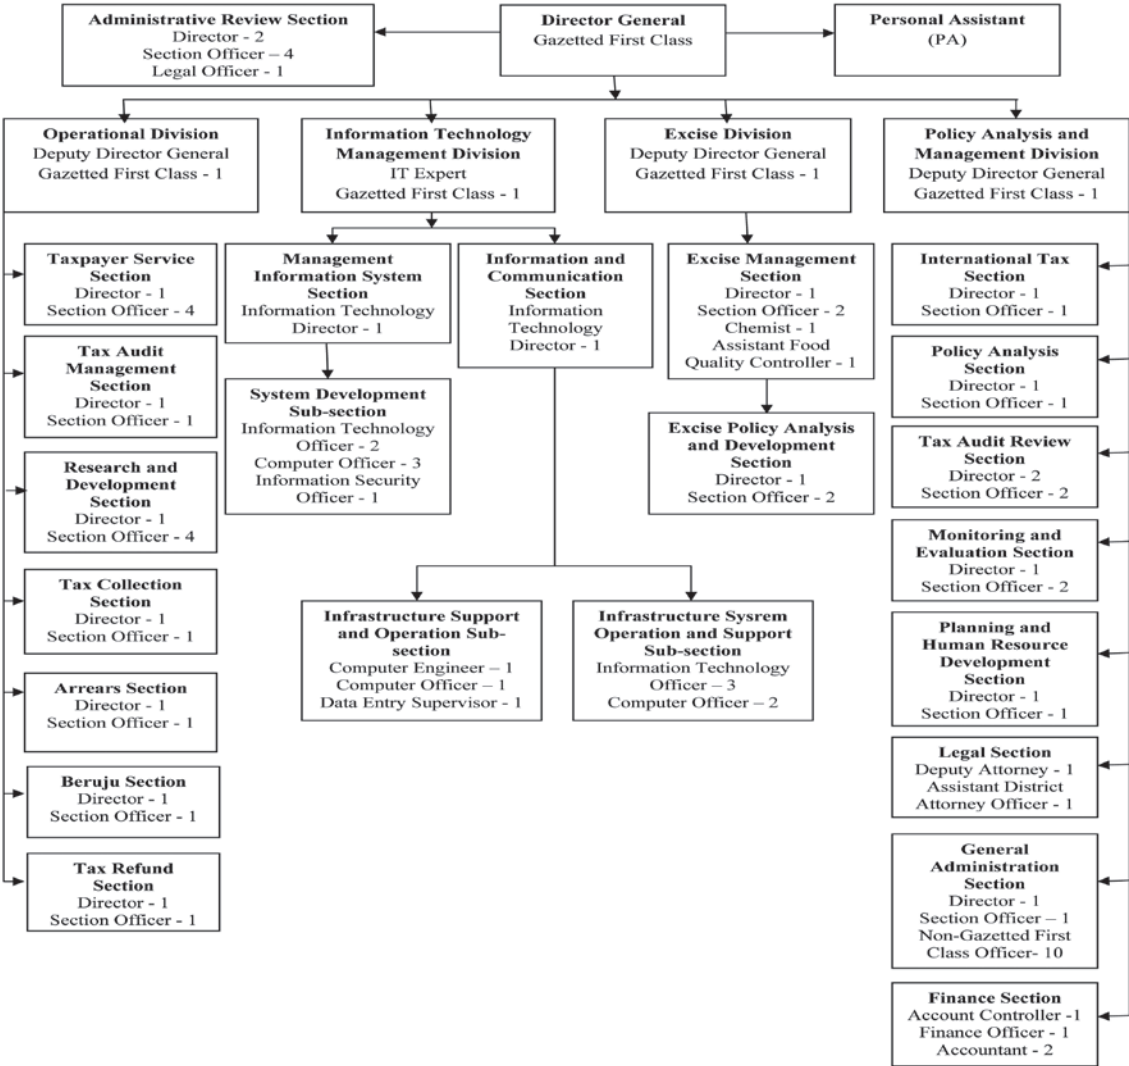 Administrative Review Section
Director - 2
Section Officer – 4
Legal Officer - 1
Director General
Gazetted First Class
Personal Assistant
(PA)
Operational Division
Deputy Director General
Gazetted First Class - 1
Information Technology
Management Division
IT Expert
Gazetted First Class - 1
Excise Division
Deputy Director General
Gazetted First Class - 1
Policy Analysis and
Management Division
Deputy Director General
Gazetted First Class - 1
Taxpayer Service
Section
Director - 1
Section Officer - 4
Tax Audit
Management
Section
Director - 1
Section Officer - 1
Research and
Development
Section
Director - 1
Section Officer - 4
Tax Collection
Section
Director - 1
Section Officer - 1
Arrears Section
Director - 1
Section Officer - 1
Beruju Section
Director - 1
Section Officer - 1
Tax Refund
Section
Director - 1
Section Officer - 1
Management
Information System
Section
Information Technology
Director - 1
System Development
Sub-section
Information Technology
Officer - 2
Computer Officer - 3
Information Security
Officer - 1
Information and
Communication
Section
Information
Technology
Director - 1
Infrastructure Support
and Operation Sub-
section
Computer Engineer – 1
Computer Officer – 1
Data Entry Supervisor - 1
Infrastructure Sysrem
Operation and Support
Sub-section
Information Technology
Officer – 3
Computer Officer – 2
Excise Management
Section
Director - 1
Section Officer - 2
Chemist - 1
Assistant Food
Quality Controller - 1
Excise Policy Analysis
and Development
Section
Director - 1
Section Officer - 2
International Tax
Section
Director - 1
Section Officer - 1
Policy Analysis
Section
Director - 1
Section Officer - 1
Tax Audit Review
Section
Director - 2
Section Officer - 2
Monitoring and
Evaluation Section
Director - 1
Section Officer - 2
Planning and
Human Resource
Development
Section
Director - 1
Section Officer - 1
Legal Section
Deputy Attorney - 1
Assistant District
Attorney Officer - 1
General
Administration
Section
Director - 1
Section Officer – 1
Non-Gazetted First
Class Officer- 10
Finance Section
Account Controller -1
Finance Officer - 1
Accountant - 2